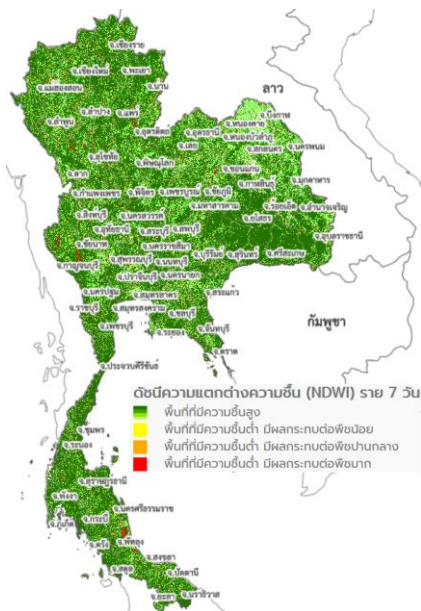 จ.เชียงราย
จ.เชียงใหม่ จ.พะเยา
จ.แม่ฮ่องสอน จ.น่าน
ลาว
จ.ลำปาง จ.แพร่
จ.ลำพูน
จ.บึงกาฬ
จ.หนองคาย
จ.อุตรดิตถ์ จ.อุดรธานี จ.หนองบัวลำภู
จ.เลย จ.สกลนคร จ.นครพนม
จ.สุโขทัย จ.พิษณุโลก
จ.ตาก จ.ขอนแก่น
จ.กาฬสินธุ์ จ.มุกดาหาร
จ.กำแพงเพชร จ.พิจิตร จ.เพชรบูรณ์ จ.ชัยภูมิ
จ.มหาสารคาม จ.ร้อยเอ็ด จ.อำนาจเจริญ
จ.สิงห์บุรี จ.นครสวรรค์ จ.ยโสธร
จ.อุทัยธานี จ.สระบุรี จ.ลพบุรี
จ.อุบลราชธานี
จ.ชัยนาท จ.นครราชสีมา
จ.สุพรรณบุรี จ.นนทบุรี จ.บุรีรัมย์ จ.สุรินทร์ จ.ศรีสะเกษ
จ.กาญจนบุรี
จ.ปราจีนบุรี จ.นครนายก
จ.นครปฐม จ.สมุทรสาคร จ.สระแก้ว
จ.ราชบุรี จ.สมุทรสงคราม
จ.ชลบุรี
กัมพูชา
จ.เพชรบุรี จ.ระยอง จ.จันทบุรี
จ.ตราด
จ.ประจวบคีรีขันธ์
ดัชนีความแตกต่างความชื้น (NDWI) ราย 7 วัน
พื้นที่ที่มีความชื้นสูง
พื้นที่ที่มีความชื้นต่ำ มีผลกระทบต่อพืชน้อย
พื้นที่ที่มีความชื้นต่ำ มีผลกระทบต่อพืชปานกลาง
พื้นที่ที่มีความชื้นต่ำ มีผลกระทบต่อพืชมาก
จ.ชุมพร
จ.ระนอง
จ.สุราษฎร์ธานี
จ.พังงา
จ.นครศรีธรรมราช
จ.ภูเก็ต จ.กระบี่
จ.ตรัง จ.พัทลุง
จ.สงขลา
จ.สตูล จ.ปัตตานี
จ.ยะลา จ.นราธิวาส